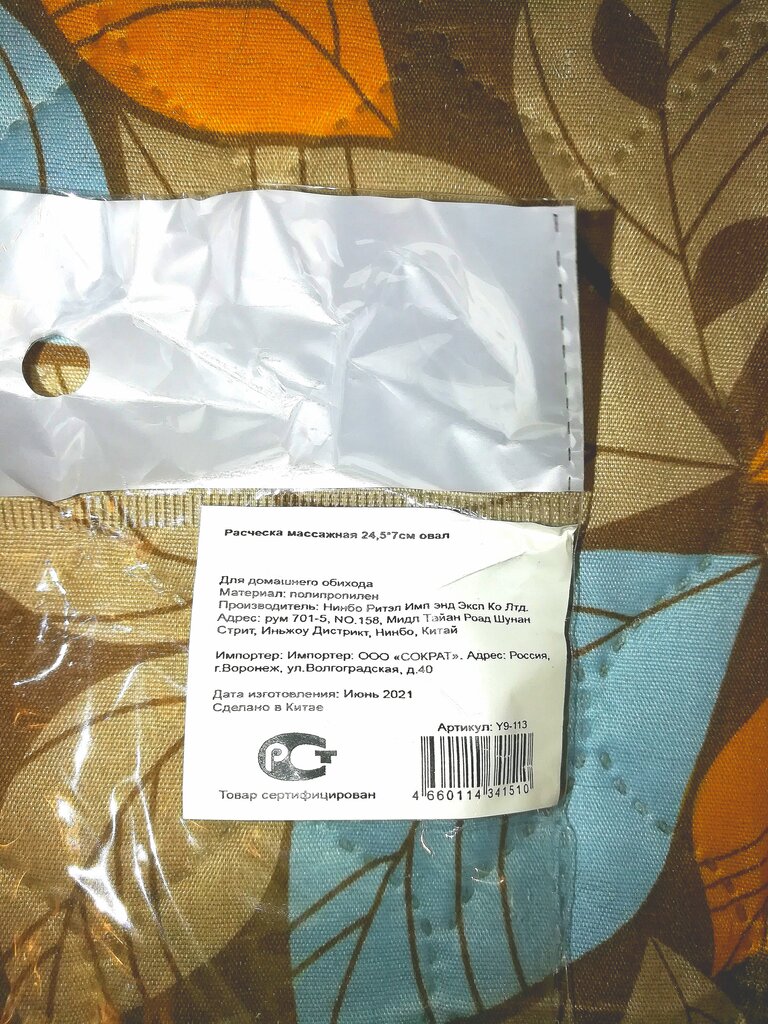 Расческа массажная 24,5*7см овал
Для домашнего обихода
Материал: полипропилен
Производитель: Нинбо Ритэл Имп энд Эксп Ко Лтд.
Адрес: рум 701-5, NO.158, Мидл Тайан Роад Шунан
Стрит, Иньжоу Дистрикт, Нинбо, Китай
Импортер: Импортер: ООО «СОКРАТ». Адрес: Россия,
г.Воронеж, ул.Волгоградская, д.40
Дата изготовления: Июнь 2021
Сделано в Китае
Артикул: Y9-113
РСТ
Товар сертифицирован
4 660114 341510